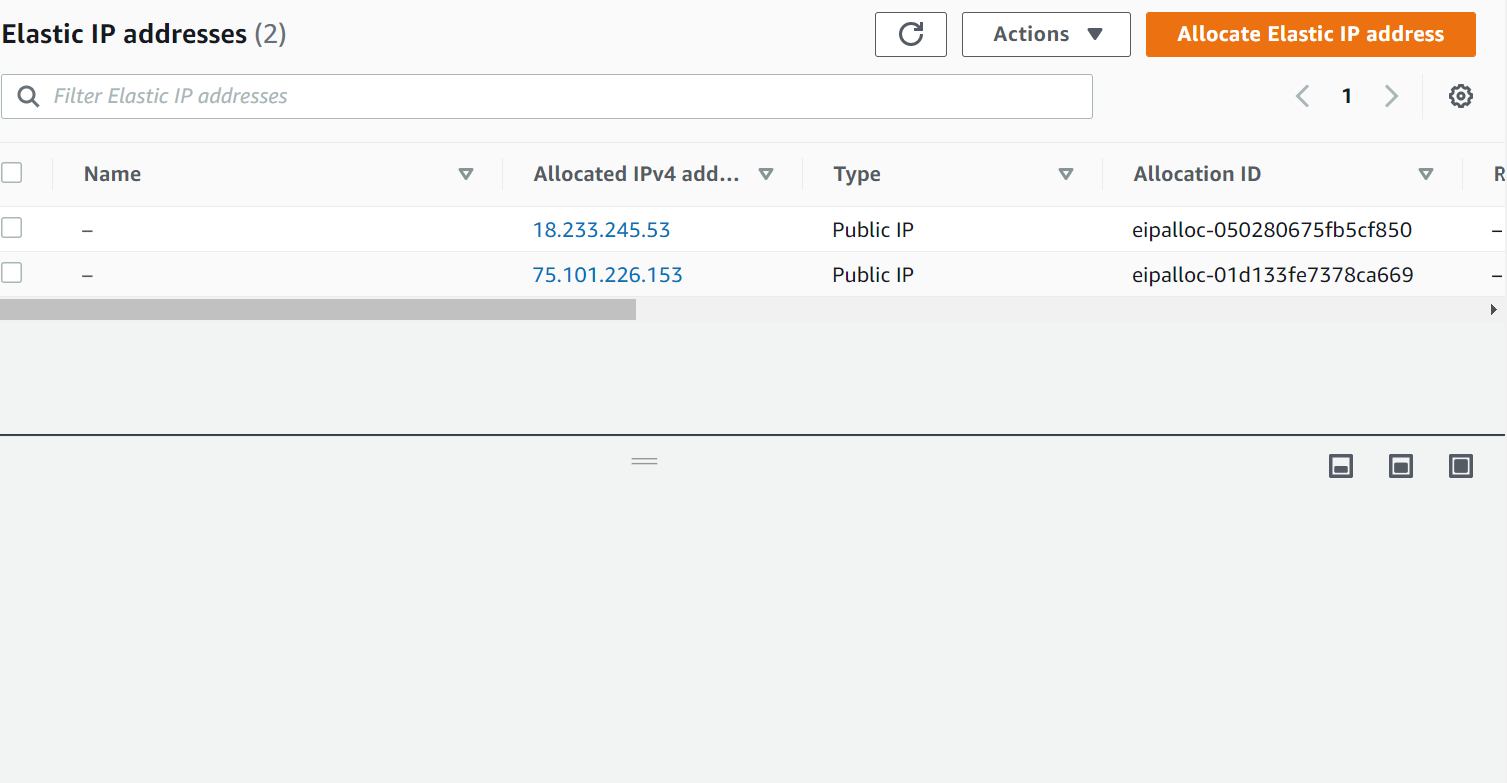 Elastic IP addresses (2)
Actions
Allocate Elastic IP address
Filter Elastic IP addresses
1
Name
Allocated IPv4 add...
Type
Allocation ID
R
–
18.233.245.53
Public IP
eipalloc-050280675fb5cf850
–
–
75.101.226.153
Public IP
eipalloc-01d133fe7378ca669
–